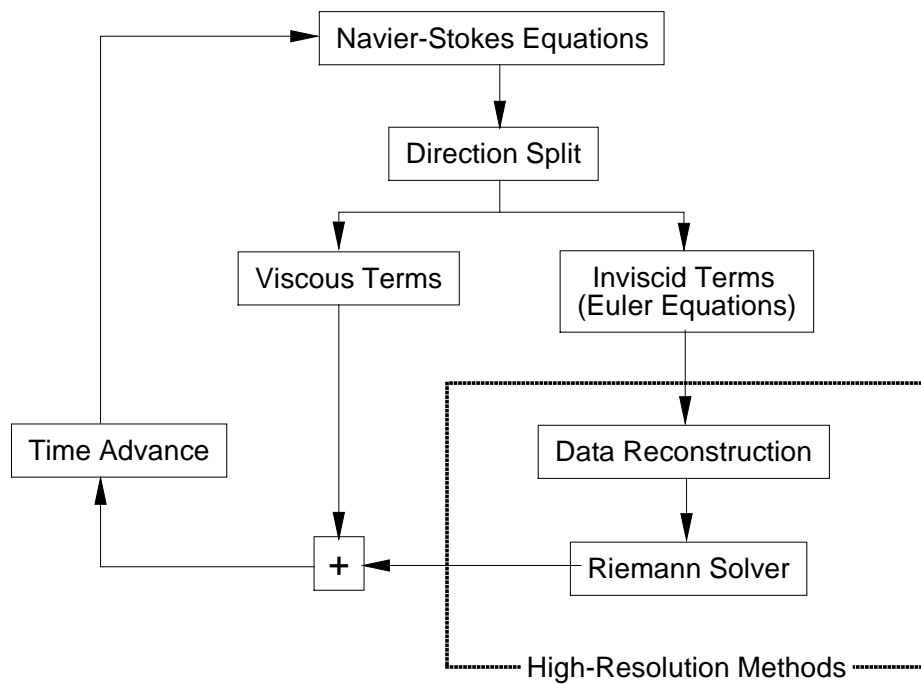 Navier-Stokes Equations
Direction Split
Viscous Terms
Inviscid Terms
(Euler Equations)
Time Advance
Data Reconstruction
+
Riemann Solver
High-Resolution Methods